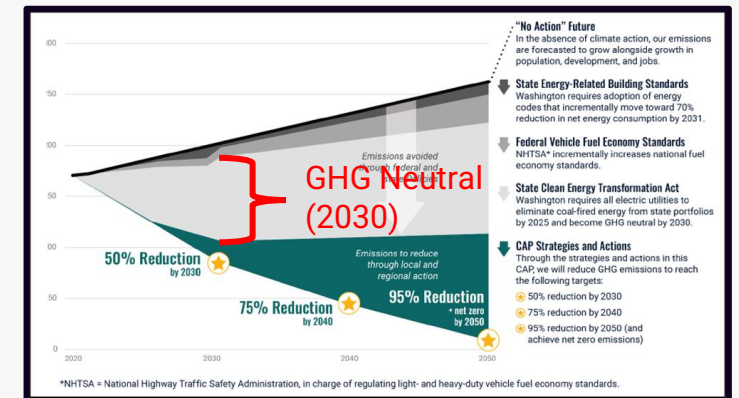 "No Action" Future
In the absence of climate action, our emissions
are forecasted to grow alongside growth in
population, development, and jobs.
State Energy-Related Building Standards
Washington requires adoption of energy
codes that incrementally move toward 70%
reduction in net energy consumption by 2031.
Federal Vehicle Fuel Economy Standards
NHTSA* incrementally increases national fuel
economy standards.
State Clean Energy Transformation Act
Washington requires all electric utilities to
eliminate coal-fired energy from state portfolios
by 2025 and become GHG neutral by 2030.
CAP Strategies and Actions
Through the strategies and actions in this
CAP, we will reduce GHG emissions to reach
the following targets:
50% reduction by 2030
75% reduction by 2040
95% reduction by 2050 (and
achieve net zero emissions)
00
50
00
50
00
50
0
2020
2030
2040
2050
Emissions avoided
through federal and
state policies
GHG Neutral
(2030)
Emissions to reduce
through local and
regional action
50% Reduction
by 2030
75% Reduction
by 2040
95% Reduction
+ net zero
by 2050
*NHTSA = National Highway Traffic Safety Administration, in charge of regulating light- and heavy-duty vehicle fuel economy standards.